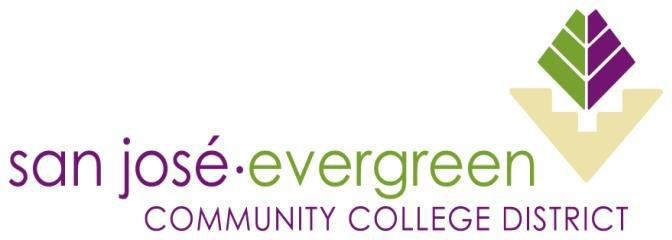 san josé·evergreen
COMMUNITY COLLEGE DISTRICT